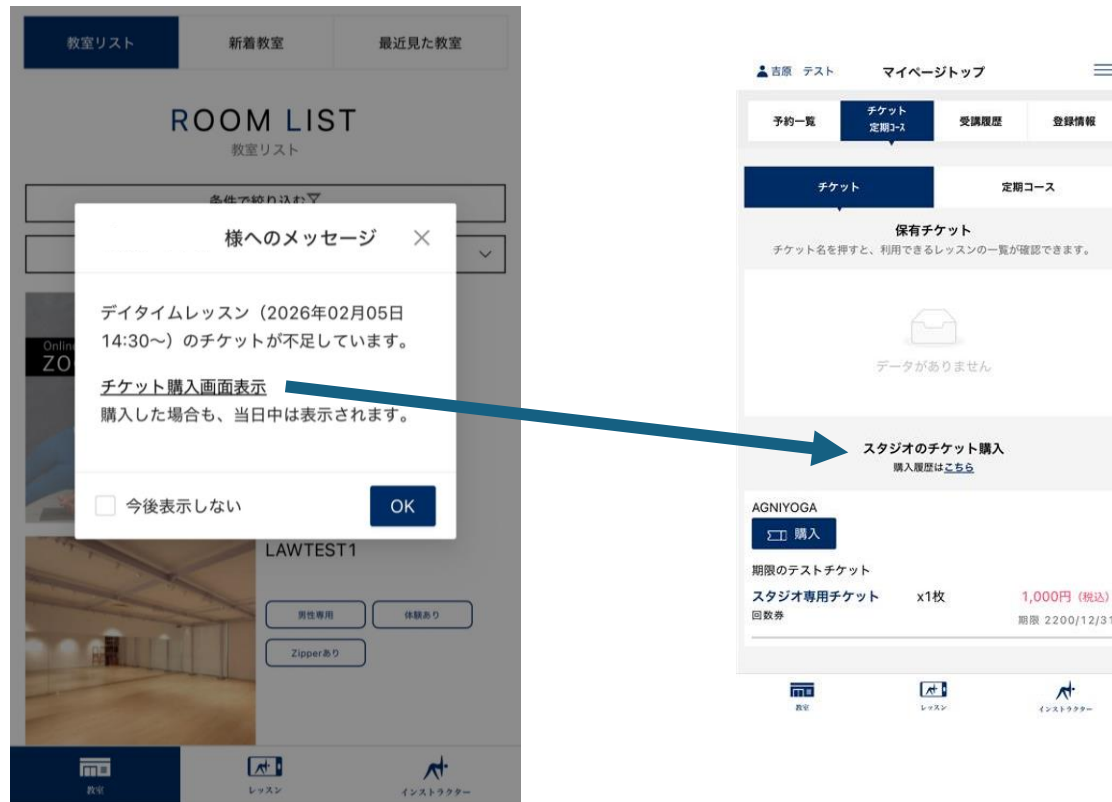 教室リスト
新着教室
最近見た教室
ROOM LIST
教室リスト
条件で絞り込む
様へのメッセージ
デイタイムレッスン（2026年02月05日
14:30～）のチケットが不足しています。
チケット購入画面表示
購入した場合も、当日中は表示されます。
今後表示しない
OK
Online
ZO
LAWTEST1
男性専用
体験あり
Zipperあり
教室
レッスン
インストラクター
吉原 テスト
マイページトップ
予約一覧
チケット
定期コース
受講履歴
登録情報
チケット
定期コース
保有チケット
チケット名を押すと、利用できるレッスンの一覧が確認できます。
データがありません
スタジオのチケット購入
購入履歴はこちら
AGNIYOGA
購入
期限のテストチケット
スタジオ専用チケット x1枚 1,000円（税込）
回数券 期限 2200/12/31
教室
レッスン
インストラクター